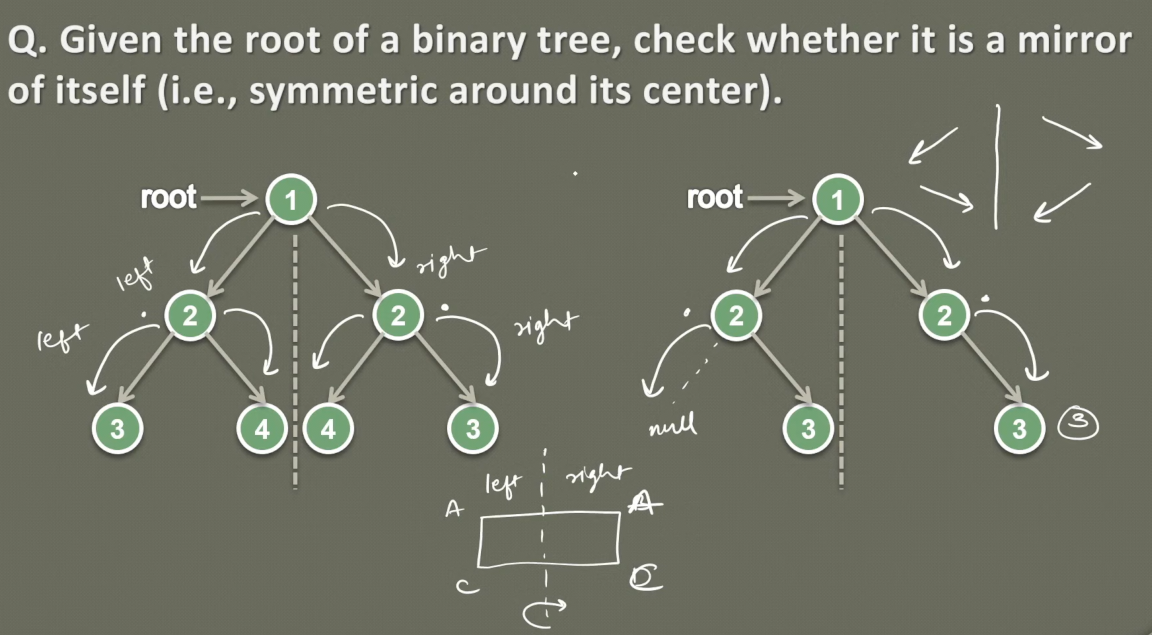 Q. Given the root of a binary tree, check whether it is a mirror
of itself (i.e., symmetric around its center).
root
1
left
right
2
2
left
right
3
4
4
3
root
1
2
2
null
3
3
3
left
right
A
A
C
C